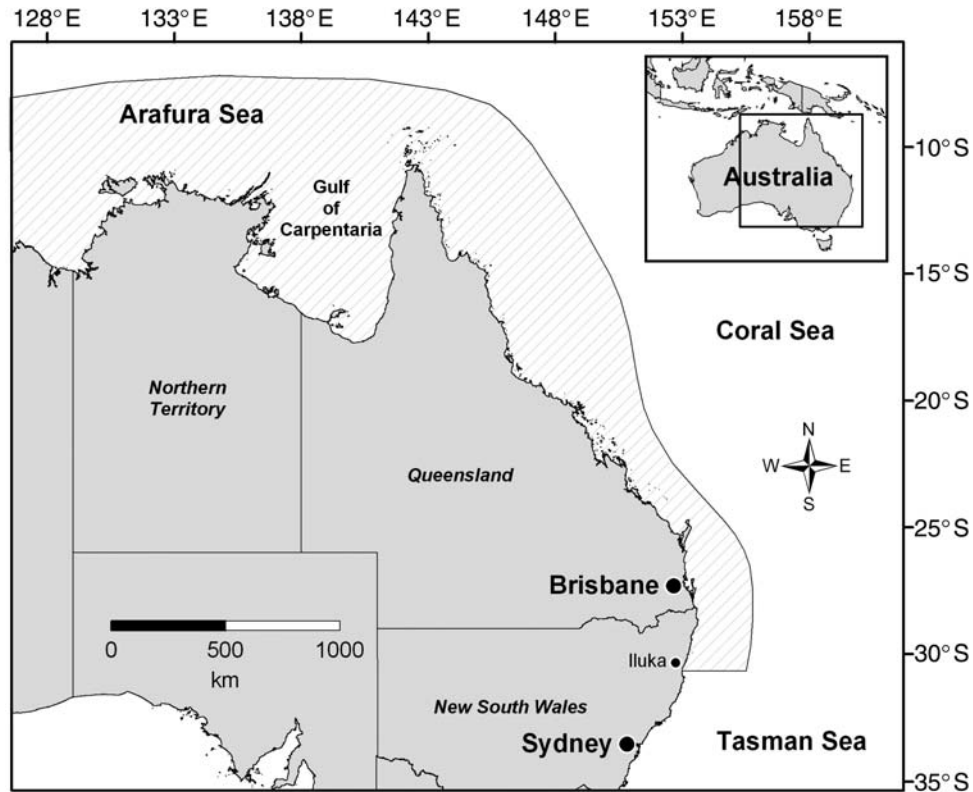 128°E 133°E 138°E 143°E 148°E 153°E 158°E
Arafura Sea
Gulf
of
Carpentaria
Australia
10°S
15°S
Coral Sea
Northern
Territory
20°S
Queensland
N
W E
S
25°S
Brisbane
0 500 1000
km
Iluka
30°S
New South Wales
Sydney
Tasman Sea
35°S